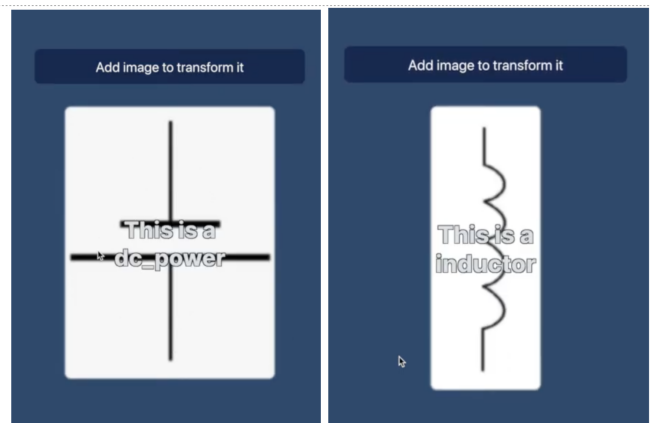 Add image to transform it
This is a
dc_power
Add image to transform it
This is a
inductor